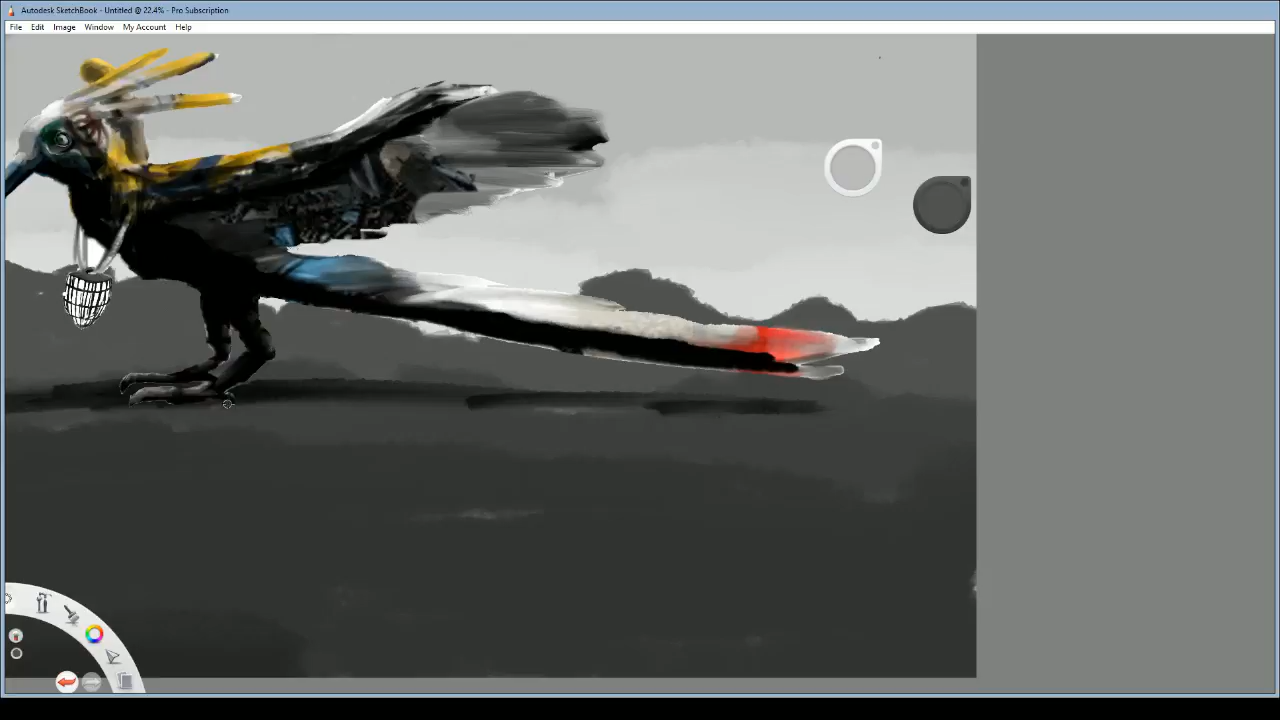 Autodesk SketchBook - Untitled @ 22.4% - Pro Subscription
File Edit Image Window My Account Help